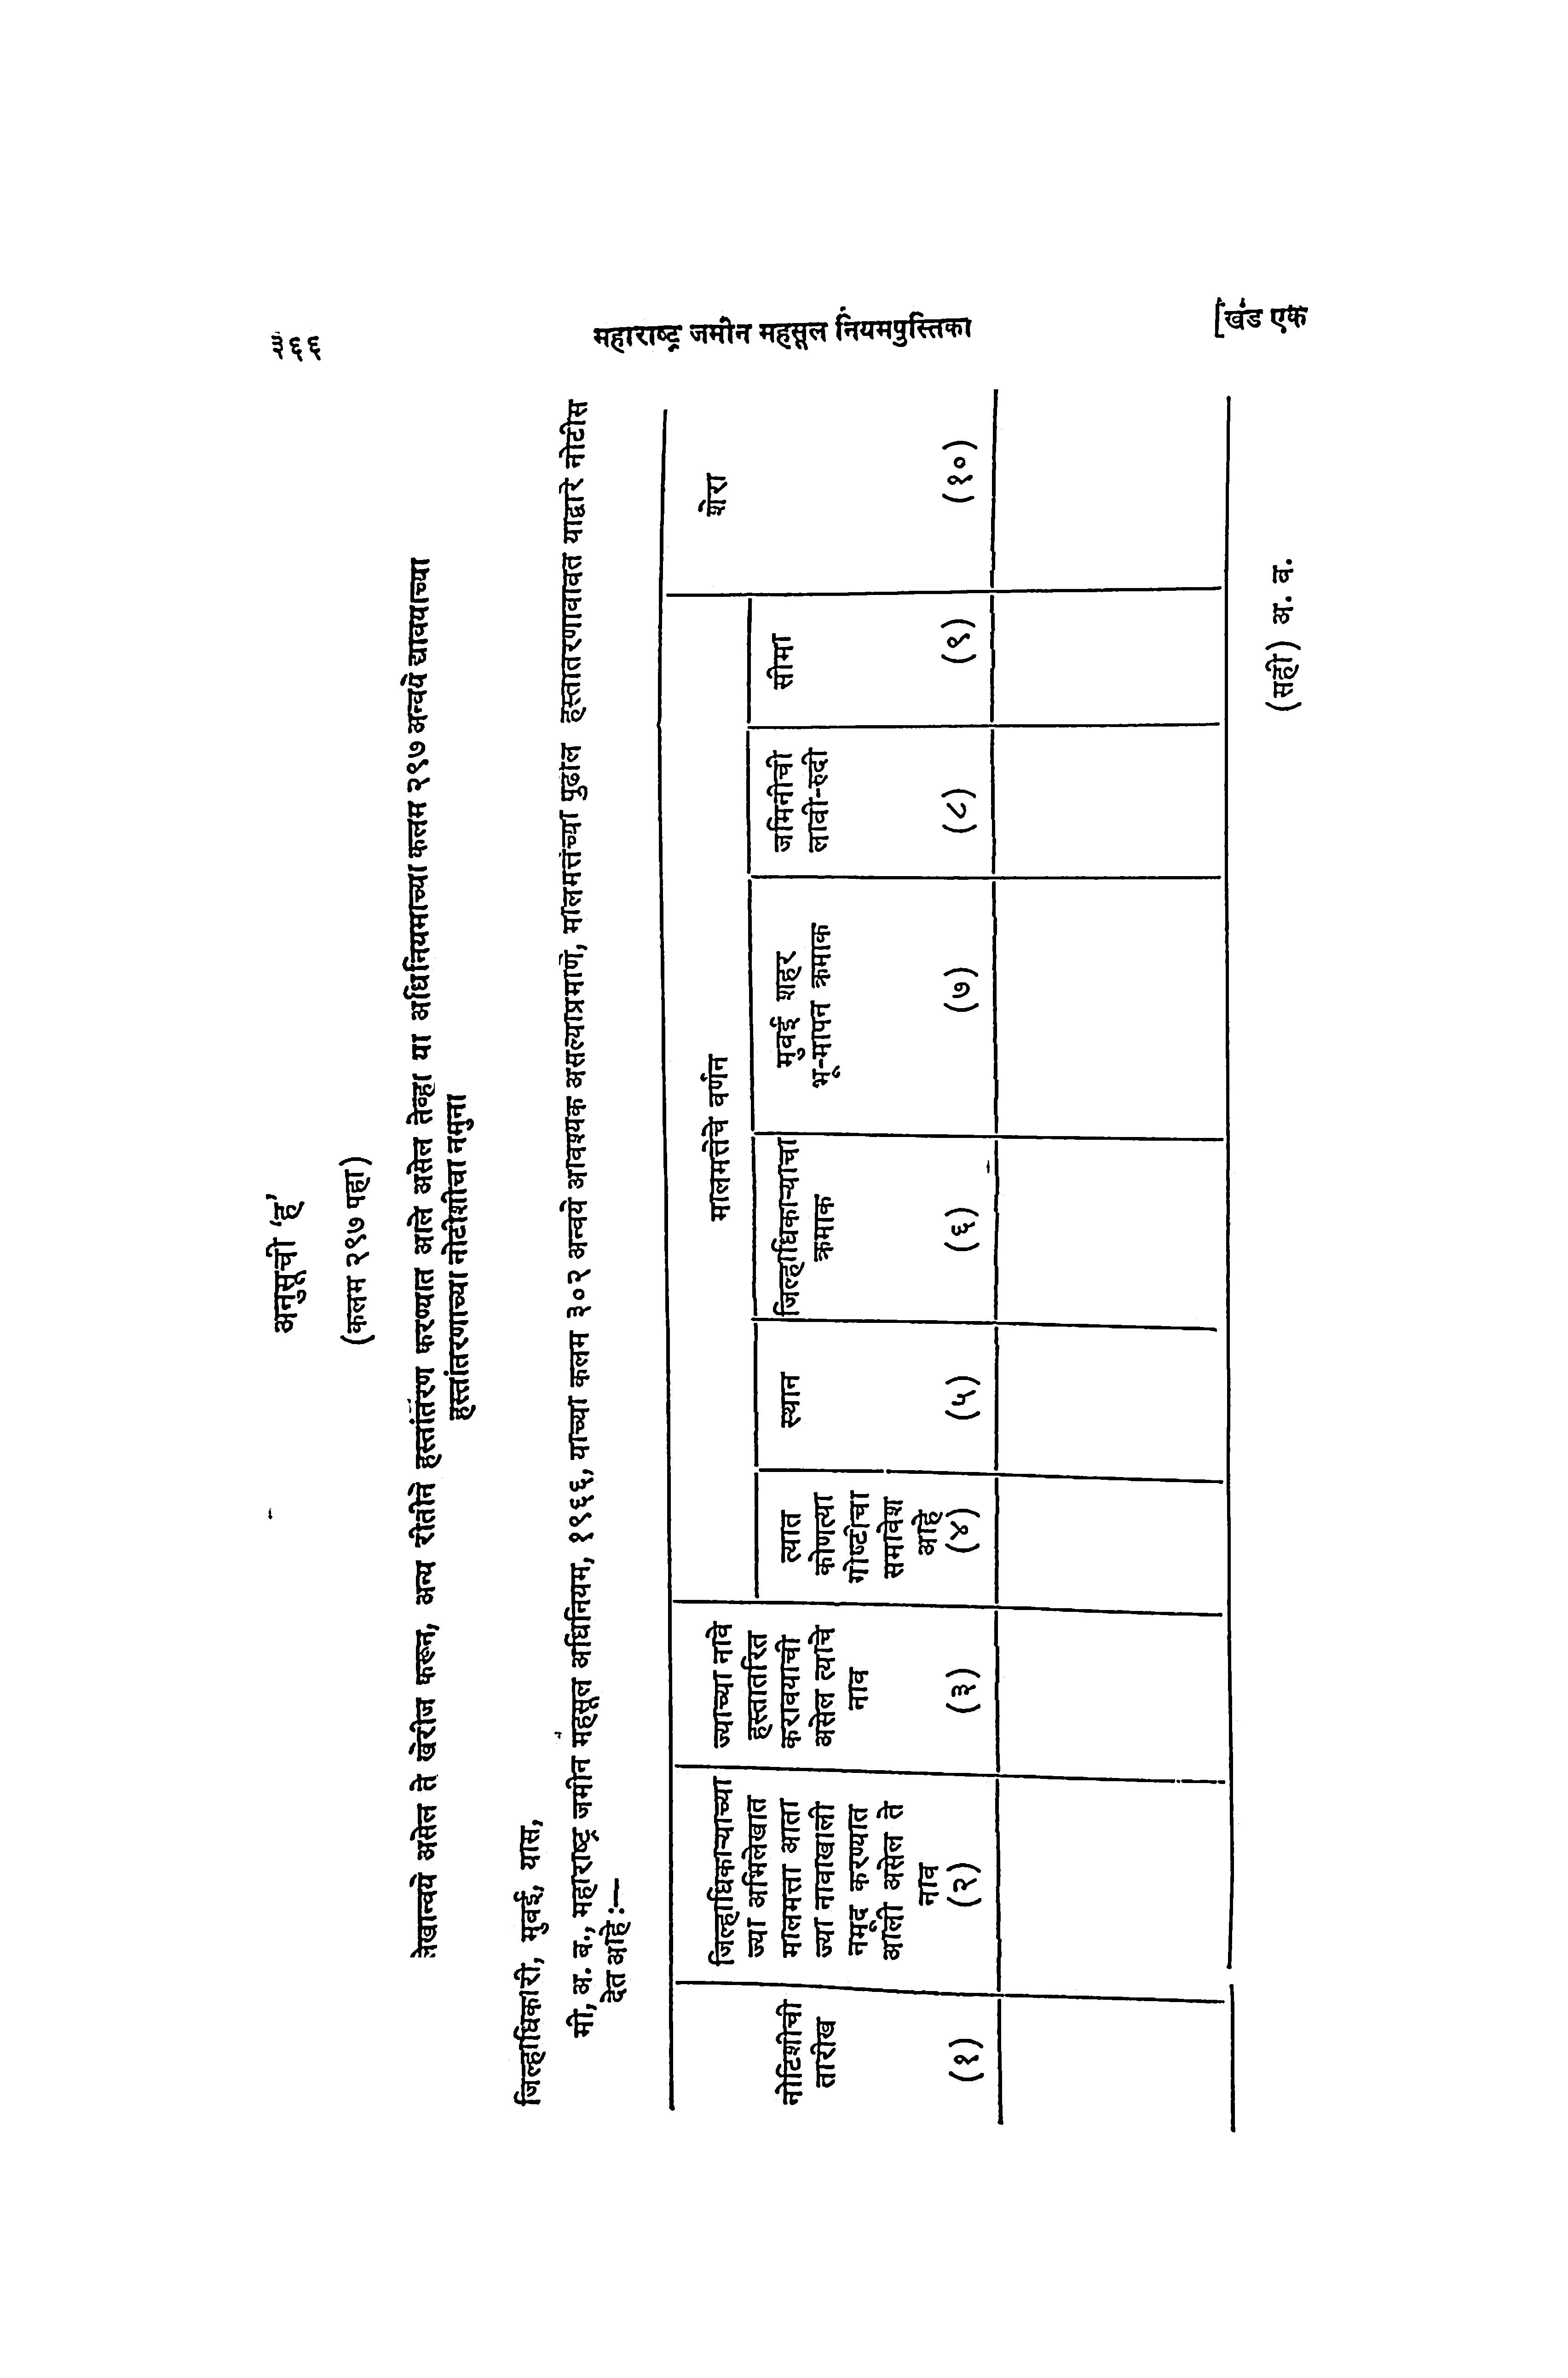 ३६६ महाराष्ट्र जमीन महसूल नियमपुस्तिका [खंड एक
अनुसूची 'ह'
(कलम २९७ पहा)
लेखान्वये असेल ते खेरीज करून, अन्य रीतीने हस्तांतरण करण्यात आले असेल तेव्हा या अधिनियमाच्या कलम २९७ अन्वये द्यावयाच्या
हस्तांतरणाच्या नोटीशीचा नमुना
जिल्हाधिकारी, मुंबई, यास,
मी, अ. ब., महाराष्ट्र जमीन महसूल अधिनियम, १९६६, याच्या कलम ३०२ अन्वये आवश्यक असल्याप्रमाणे, मालमत्तेच्या पुढील हस्तांतरणाबाबत याद्वारे नोटीस
देत आहे :—
मालमत्तेचे वर्णन
नोटिशीची
तारीख
(१)
जिल्हाधिकाऱ्याच्या
ज्या अभिलेखात
मालमत्ता आता
ज्या नावाखाली
नमूद करण्यात
आली असेल ते
नांव
(२)
ज्याच्या नांवे
हस्तांतरित
करावयाची
असेल त्याचे
नांव
(३)
त्यात
कोणत्या
गोष्टींचा
समावेश
आहे
(४)
स्थान
(५)
जिल्हाधिकाऱ्याचा
क्रमांक
(६)
मुंबई शहर
भू-मापन क्रमांक
(७)
जमिनीची
लांबी-रुंदी
(८)
सीमा
(९)
शेरा
(१०)
(सही) अ. ब.